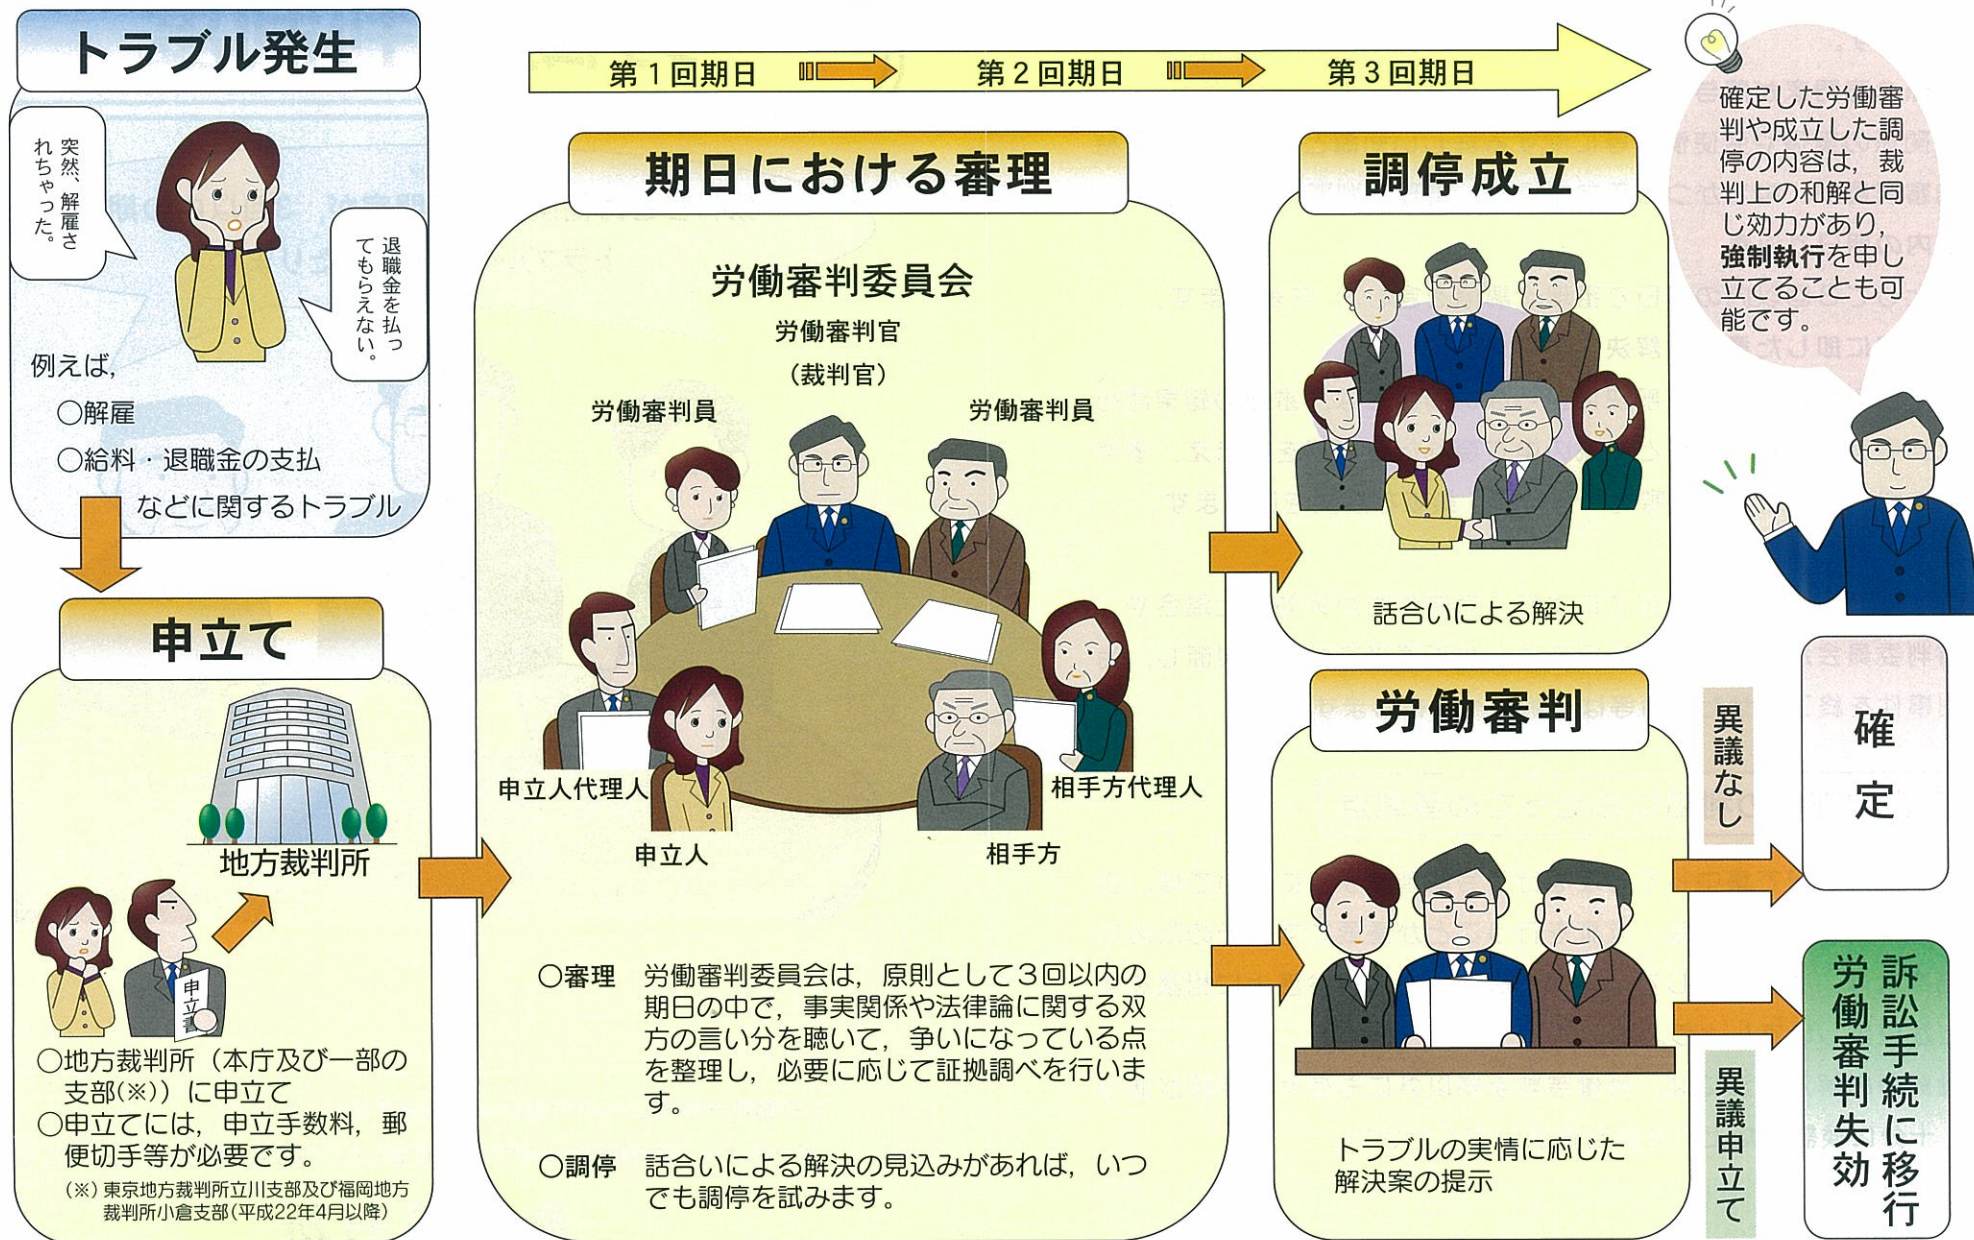 トラブル発生
突然、解雇さ
れちゃった。
退職金を払っ
てもらえない。
例えば，
○解雇
○給料・退職金の支払
などに関するトラブル
申立て
地方裁判所
申立書
○地方裁判所（本庁及び一部の
支部(※)）に申立て
○申立てには，申立手数料，郵
便切手等が必要です。
(※)東京地方裁判所立川支部及び福岡地方
裁判所小倉支部(平成22年4月以降)
第１回期日
第２回期日
第３回期日
期日における審理
労働審判委員会
労働審判官
（裁判官）
労働審判員
労働審判員
申立人代理人
相手方代理人
申立人
相手方
○審理　労働審判委員会は，原則として３回以内の
期日の中で，事実関係や法律論に関する双
方の言い分を聴いて，争いになっている点
を整理し，必要に応じて証拠調べを行いま
す。
○調停　話合いによる解決の見込みがあれば，いつ
でも調停を試みます。
調停成立
話合いによる解決
労働審判
トラブルの実情に応じた
解決案の提示
確定した労働審
判や成立した調
停の内容は，裁
判上の和解と同
じ効力があり，
強制執行を申し
立てることも可
能です。
異議なし
確定
異議申立て
訴訟手続に移行
労働審判失効